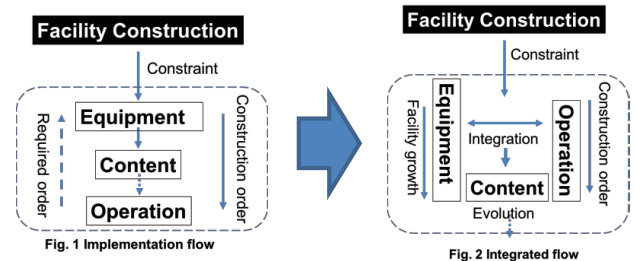 Facility Construction
Constraint
Required order
Equipment
Content
Operation
Construction order
Fig. 1 Implementation flow
Facility Construction
Constraint
Facility growth
Equipment
Integration
Content
Operation
Construction order
Evolution
Fig. 2 Integrated flow